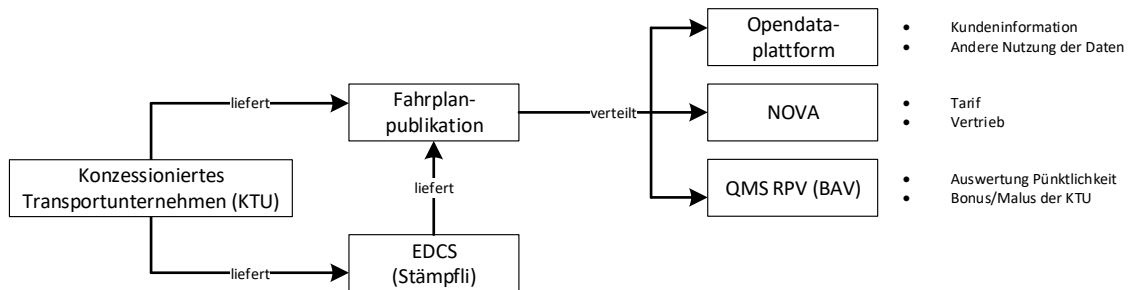 Opendata-
plattform
• Kundeninformation
• Andere Nutzung der Daten
liefert
Fahrplan-
publikation
verteilt
NOVA
• Tarif
• Vertrieb
Konzessioniertes
Transportunternehmen (KTU)
liefert
QMS RPV (BAV)
• Auswertung Pünktlichkeit
• Bonus/Malus der KTU
liefert
EDCS
(Stämpfli)